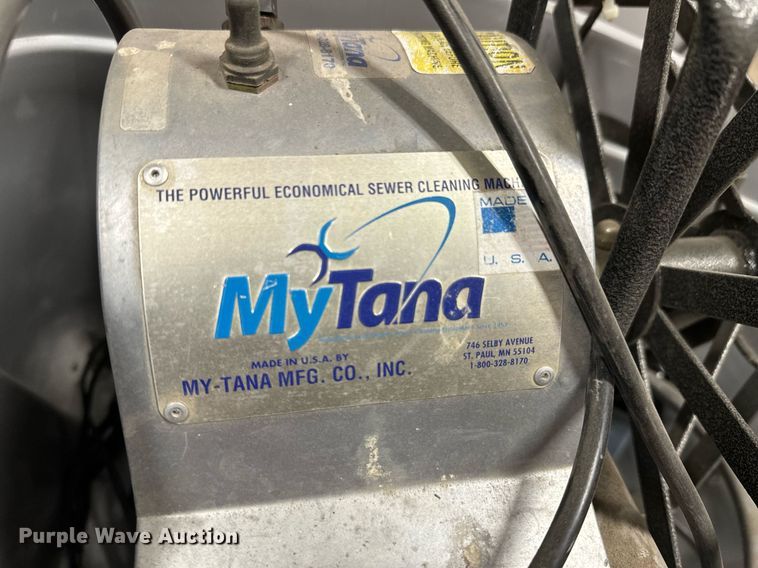 MyTana
THE POWERFUL ECONOMICAL SEWER CLEANING
MADE
U. S. A.
MyTana
746 SELBY AVENUE
MADE IN U.S.A. BY
ST. PAUL, MN 55104
MY-TANA MFG. CO., INC.
1-800-328-8170
Purple Wave Auction